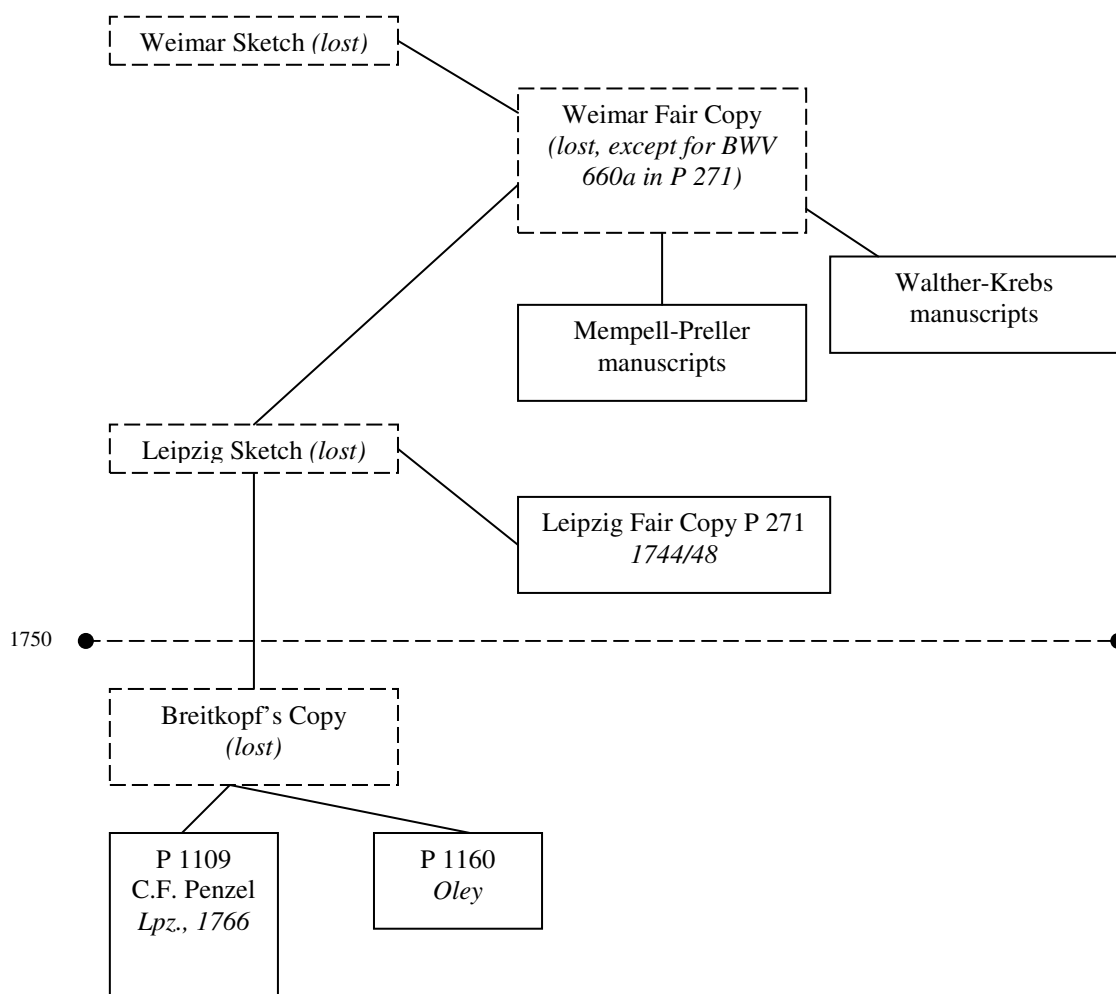 Weimar Sketch (lost)
Weimar Fair Copy
(lost, except for BWV
660a in P 271)
Walther-Krebs
manuscripts
Mempell-Preller
manuscripts
Leipzig Sketch (lost)
Leipzig Fair Copy P 271
1744/48
1750
Breitkopf’s Copy
(lost)
P 1109
C.F. Penzel
Lpz., 1766
P 1160
Oley